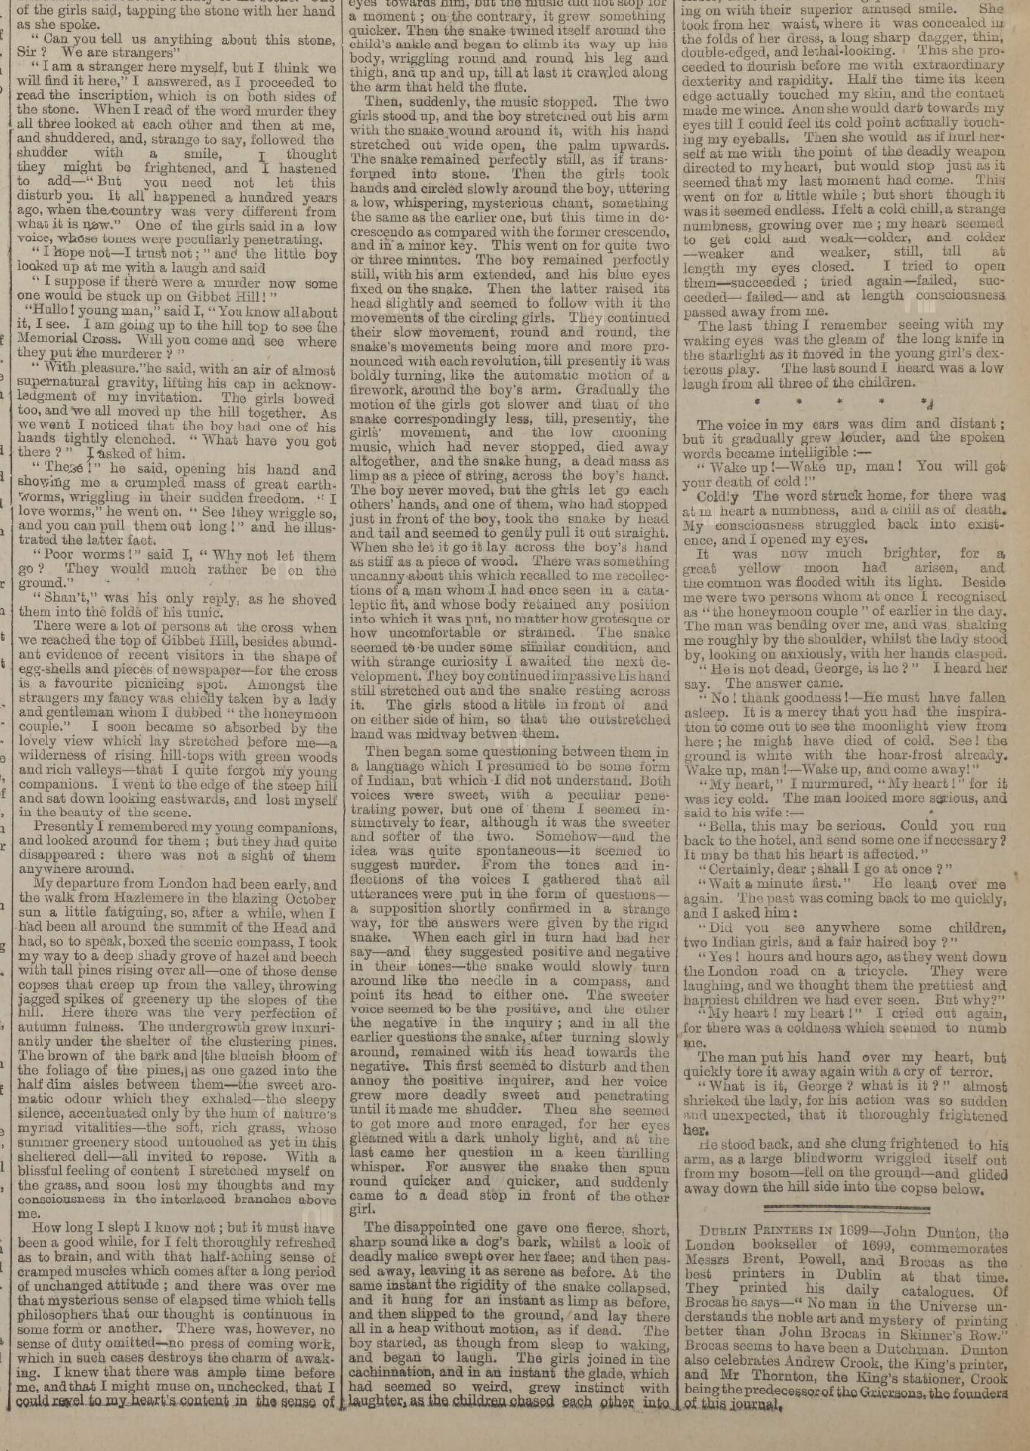 of the girls said, tapping the stone with her hand
as she spoke.
" Can you tell us anything about this stone,
Sir ? We are strangers"
" I am a stranger here myself, but I think we
will find it here," I answered, as I proceeded to
read the inscription, which is on both sides of
the stone. When I read of the word murder they
all three looked at each other and then at me,
and shuddered, and, strange to say, followed the
shudder with a smile, I thought
they might be frightened, and I hastened
to add—" But you need not let this
disturb you. It all happened a hundred years
ago, when the country was very different from
what it is now." One of the girls said in a low
voice, whose tones were peculiarly penetrating.
" I hope not—I trust not ; " and the little boy
looked up at me with a laugh and said
" I suppose if there were a murder now some
one would be stuck up on Gibbet Hill ! "
"Hallo ! young man," said I, " You know all about
it, I see. I am going up to the hill top to see the
Memorial Cross. Will you come and see where
they put the murderer ? "
" With pleasure."he said, with an air of almost
supernatural gravity, lifting his cap in acknow-
ledgment of my invitation. The girls bowed
too, and we all moved up the hill together. As
we went I noticed that the boy had one of his
hands tightly clenched. " What have you got
there ? " I asked of him.
" These ! " he said, opening his hand and
showing me a crumpled mass of great earth-
worms, wriggling in their sudden freedom. " I
love worms," he went on. " See ! they wriggle so,
and you can pull them out long ! " and he illus-
trated the latter fact.
" Poor worms ! " said I, " Why not let them
go ? They would much rather be on the
ground."
" Shan't," was his only reply, as he shoved
them into the folds of his tunic.
There were a lot of persons at the cross when
we reached the top of Gibbet Hill, besides abund-
ant evidence of recent visitors in the shape of
egg-shells and pieces of newspaper—for the cross
is a favourite picnicing spot. Amongst the
strangers my fancy was chiefly taken by a lady
and gentleman whom I dubbed " the honeymoon
couple." I soon became so absorbed by the
lovely view which lay stretched before me—a
wilderness of rising hill-tops with green woods
and rich valleys—that I quite forgot my young
companions. I went to the edge of the steep hill
and sat down looking eastwards, and lost myself
in the beauty of the scene.
Presently I remembered my young companions,
and looked around for them ; but they had quite
disappeared : there was not a sight of them
anywhere around.
My departure from London had been early, and
the walk from Hazlemere in the blazing October
sun a little fatiguing, so, after a while, when I
had been all around the summit of the Head and
had, so to speak, boxed the scenic compass, I took
my way to a deep shady grove of hazel and beech
with tall pines rising over all—one of those dense
copses that creep up from the valley, throwing
jagged spikes of greenery up the slopes of the
hill. Here there was the very perfection of
autumn fulness. The undergrowth grew luxuri-
antly under the shelter of the clustering pines.
The brown of the bark and the blueish bloom of
the foliage of the pines, as one gazed into the
half dim aisles between them—the sweet aro-
matic odour which they exhaled—the sleepy
silence, accentuated only by the hum of nature's
myriad vitalities—the soft, rich grass, whose
summer greenery stood untouched as yet in this
sheltered dell—all invited to repose. With a
blissful feeling of content I stretched myself on
the grass, and soon lost my thoughts and my
consciousness in the interlaced branches above
me.
How long I slept I know not ; but it must have
been a good while, for I felt thoroughly refreshed
as to brain, and with that half-aching sense of
cramped muscles which comes after a long period
of unchanged attitude ; and there was over me
that mysterious sense of elapsed time which tells
philosophers that our thought is continuous in
some form or another. There was, however, no
sense of duty omitted—no press of coming work,
which in such cases destroys the charm of awak-
ing. I knew that there was ample time before
me, and that I might muse on, unchecked, that I
could revel to my heart's content in the sense of
eyes towards him, but the music did not stop for
a moment ; on the contrary, it grew something
quicker. Then the snake twined itself around the
child's ankle and began to climb its way up his
body, wriggling round and round his leg and
thigh, and up and up, till at last it crawled along
the arm that held the flute.
Then, suddenly, the music stopped. The two
girls stood up, and the boy stretched out his arm
with the snake wound around it, with his hand
stretched out wide open, the palm upwards.
The snake remained perfectly still, as if trans-
formed into stone. Then the girls took
hands and circled slowly around the boy, uttering
a low, whispering, mysterious chant, something
the same as the earlier one, but this time in de-
crescendo as compared with the former crescendo,
and in a minor key. This went on for quite two
or three minutes. The boy remained perfectly
still, with his arm extended, and his blue eyes
fixed on the snake. Then the latter raised its
head slightly and seemed to follow with it the
movements of the circling girls. They continued
their slow movement, round and round, the
snake's movements being more and more pro-
nounced with each revolution, till presently it was
boldly turning, like the automatic motion of a
firework, around the boy's arm. Gradually the
motion of the girls got slower and that of the
snake correspondingly less, till, presently, the
girls' movement, and the low crooning
music, which had never stopped, died away
altogether, and the snake hung, a dead mass as
limp as a piece of string, across the boy's hand.
The boy never moved, but the girls let go each
others' hands, and one of them, who had stopped
just in front of the boy, took the snake by head
and tail and seemed to gently pull it out straight.
When she let it go it lay across the boy's hand
as stiff as a piece of wood. There was something
uncanny about this which recalled to me recollec-
tions of a man whom I had once seen in a cata-
leptic fit, and whose body retained any position
into which it was put, no matter how grotesque or
how uncomfortable or strained. The snake
seemed to be under some similar condition, and
with strange curiosity I awaited the next de-
velopment. They boy continued impassive his hand
still stretched out and the snake resting across
it. The girls stood a little in front of and
on either side of him, so that the outstretched
hand was midway betwen them.
Then began some questioning between them in
a language which I presumed to be some form
of Indian, but which I did not understand. Both
voices were sweet, with a peculiar pene-
trating power, but one of them I seemed in-
stinctively to fear, although it was the sweeter
and softer of the two. Somehow—and the
idea was quite spontaneous—it seemed to
suggest murder. From the tones and in-
flections of the voices I gathered that all
utterances were put in the form of questions—
a supposition shortly confirmed in a strange
way, for the answers were given by the rigid
snake. When each girl in turn had had her
say—and they suggested positive and negative
in their tones—the snake would slowly turn
around like the needle in a compass, and
point its head to either one. The sweeter
voice seemed to be the positive, and the other
the negative in the inquiry ; and in all the
earlier questions the snake, after turning slowly
around, remained with its head towards the
negative. This first seemed to disturb and then
annoy the positive inquirer, and her voice
grew more deadly sweet and penetrating
until it made me shudder. Then she seemed
to get more and more enraged, for her eyes
gleamed with a dark unholy light, and at the
last came her question in a keen thrilling
whisper. For answer the snake then spun
round quicker and quicker, and suddenly
came to a dead stop in front of the other
girl.
The disappointed one gave one fierce, short,
sharp sound like a dog's bark, whilst a look of
deadly malice swept over her face; and then pas-
sed away, leaving it as serene as before. At the
same instant the rigidity of the snake collapsed,
and it hung for an instant as limp as before,
and then slipped to the ground, and lay there
all in a heap without motion, as if dead. The
boy started, as though from sleep to waking,
and began to laugh. The girls joined in the
cachinnation, and in an instant the glade, which
had seemed so weird, grew instinct with
laughter, as the children chased each other into
ing on with their superior amused smile. She
took from her waist, where it was concealed in
the folds of her dress, a long sharp dagger, thin,
double-edged, and lethal-looking. This she pro-
ceeded to flourish before me with extraordinary
dexterity and rapidity. Half the time its keen
edge actually touched my skin, and the contact
made me wince. Anon she would dart towards my
eyes till I could feel its cold point actually touch-
ing my eyeballs. Then she would as if hurl her-
self at me with the point of the deadly weapon
directed to my heart, but would stop just as it
seemed that my last moment had come. This
went on for a little while ; but short though it
was it seemed endless. I felt a cold chill, a strange
numbness, growing over me ; my heart seemed
to get cold and weak—colder, and colder
—weaker and weaker, still, till at
length my eyes closed. I tried to open
them—succeeded ; tried again—failed, suc-
ceeded— failed— and at length consciousness
passed away from me.
The last thing I remember seeing with my
waking eyes was the gleam of the long knife in
the starlight as it moved in the young girl's dex-
terous play. The last sound I heard was a low
laugh from all three of the children.
* * * * *
The voice in my ears was dim and distant ;
but it gradually grew louder, and the spoken
words became intelligible :—
" Wake up !—Wake up, man ! You will get
your death of cold ! "
Cold! The word struck home, for there was
at my heart a numbness, and a chill as of death.
My consciousness struggled back into exist-
ence, and I opened my eyes.
It was now much brighter, for a
great yellow moon had arisen, and
the common was flooded with its light. Beside
me were two persons whom at once I recognised
as " the honeymoon couple " of earlier in the day.
The man was bending over me, and was shaking
me roughly by the shoulder, whilst the lady stood
by, looking on anxiously, with her hands clasped.
" He is not dead, George, is he ? " I heard her
say. The answer came.
" No ! thank goodness !—He must have fallen
asleep. It is a mercy that you had the inspira-
tion to come out to see the moonlight view from
here ; he might have died of cold. See ! the
ground is white with the hoar-frost already.
Wake up, man !—Wake up, and come away ! "
" My heart," I murmured, " My heart ! " for it
was icy cold. The man looked more serious, and
said to his wife :—
" Bella, this may be serious. Could you run
back to the hotel, and send some one if necessary ?
It may be that his heart is affected."
" Certainly, dear ; shall I go at once ? "
" Wait a minute first." He leant over me
again. The past was coming back to me quickly,
and I asked him :
" Did you see anywhere some children,
two Indian girls, and a fair haired boy ? "
" Yes ! hours and hours ago, as they went down
the London road on a tricycle. They were
laughing, and we thought them the prettiest and
happiest children we had ever seen. But why?"
" My heart ! my heart ! " I cried out again,
for there was a coldness which seemed to numb
me.
The man put his hand over my heart, but
quickly tore it away again with a cry of terror.
" What is it, George ? what is it ? " almost
shrieked the lady, for his action was so sudden
and unexpected, that it thoroughly frightened
her.
He stood back, and she clung frightened to his
arm, as a large blindworm wriggled itself out
from my bosom—fell on the ground—and glided
away down the hill side into the copse below.
DUBLIN PRINTERS IN 1699—John Dunton, the
London bookseller of 1699, commemorates
Messrs Brent, Powell, and Brocas as the
best printers in Dublin at that time.
They printed his daily catalogues. Of
Brocas he says—" No man in the Universe un-
derstands the noble art and mystery of printing
better than John Brocas in Skinner's Row."
Brocas seems to have been a Dutchman. Dunton
also celebrates Andrew Crook, the King's printer,
and Mr Thornton, the King's stationer, Crook
being the predecessor of the Griersons, the founders
of this journal.